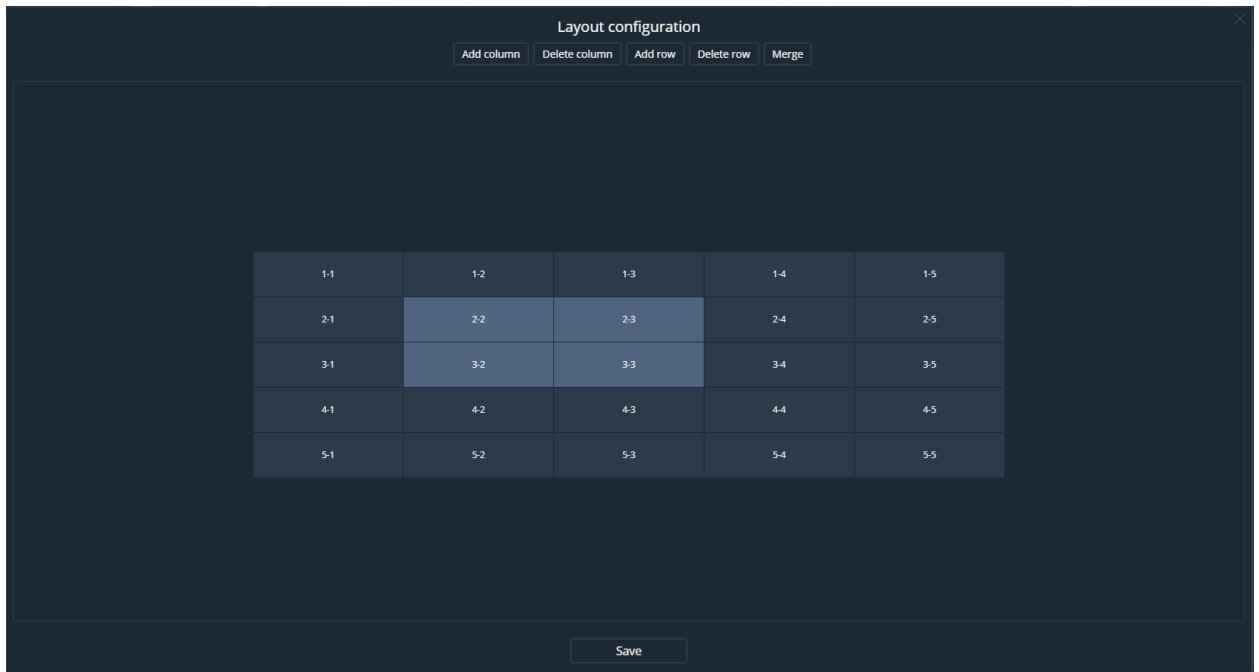 Layout configuration
Add column Delete column Add row Delete row Merge
1-1 1-2 1-3 1-4 1-5
2-1 2-2 2-3 2-4 2-5
3-1 3-2 3-3 3-4 3-5
4-1 4-2 4-3 4-4 4-5
5-1 5-2 5-3 5-4 5-5
Save